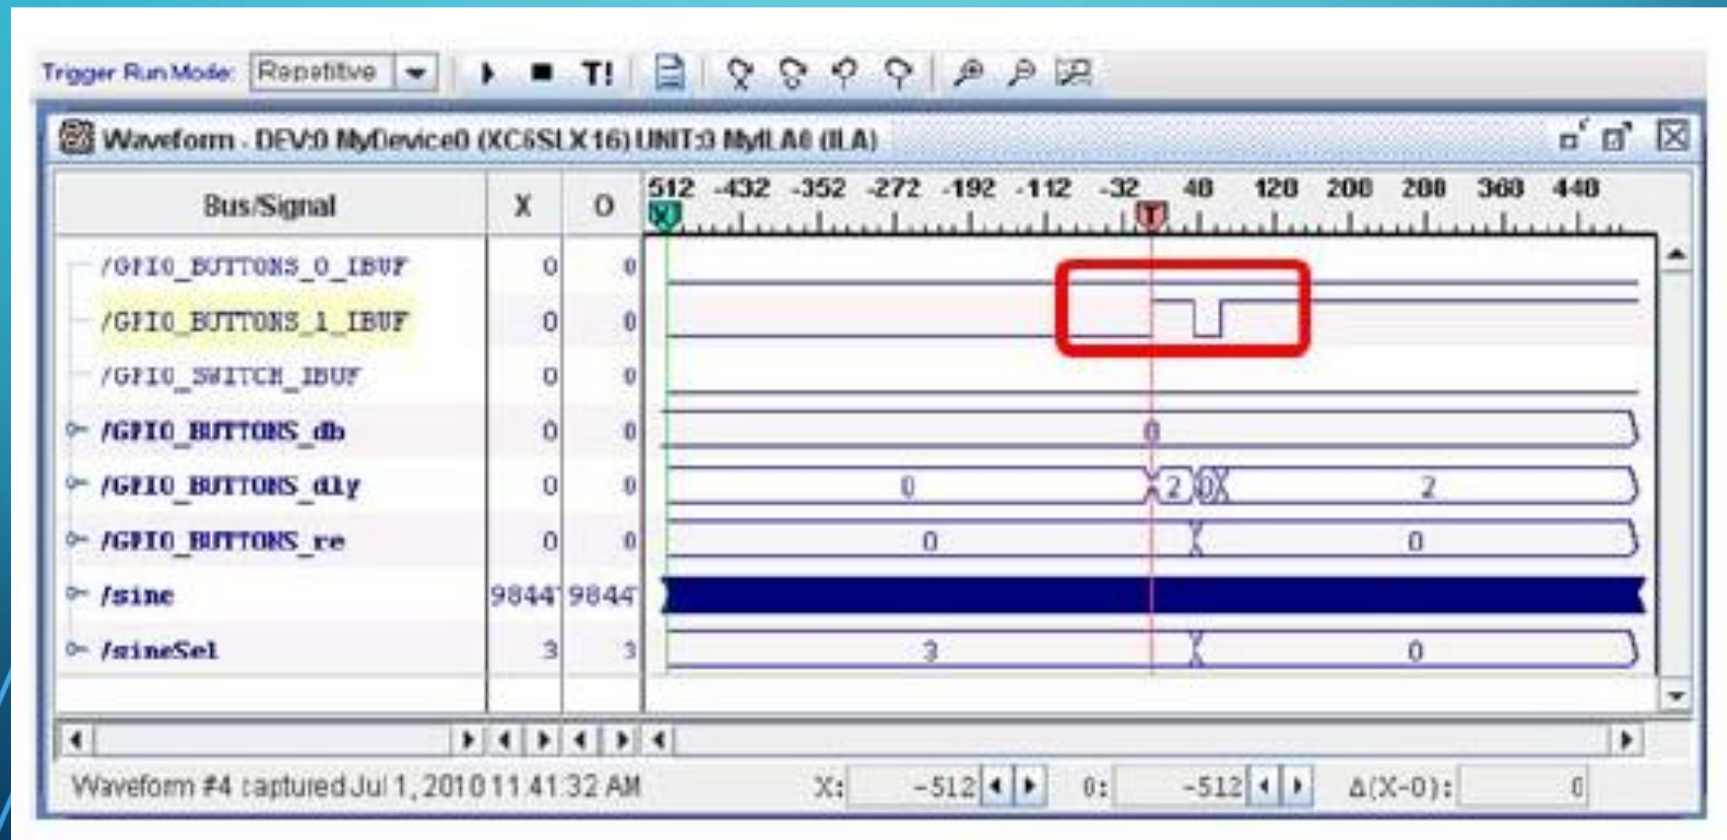 Trigger Run Mode: Repetitive T!
Waveform - DEV:0 MyDevice0 (XC6SLX16) UNIT:0 MyILA0 (ILA)
Bus/Signal X O 512 -432 -352 -272 -192 -112 -32 48 128 208 288 368 448
X T
/GPIO_BUTTONS_0_IBUF 0 0
/GPIO_BUTTONS_1_IBUF 0 0
/GPIO_SWITCH_IBUF 0 0
/GPIO_BUTTONS_db 0 0 0
/GPIO_BUTTONS_dly 0 0 0 2 0 2
/GPIO_BUTTONS_re 0 0 0 0
/sine 9844 9844
/sineSel 3 3 3 0
Waveform #4 captured Jul 1, 2010 11:41:32 AM X: -512 O: -512 Δ(X-O): 0